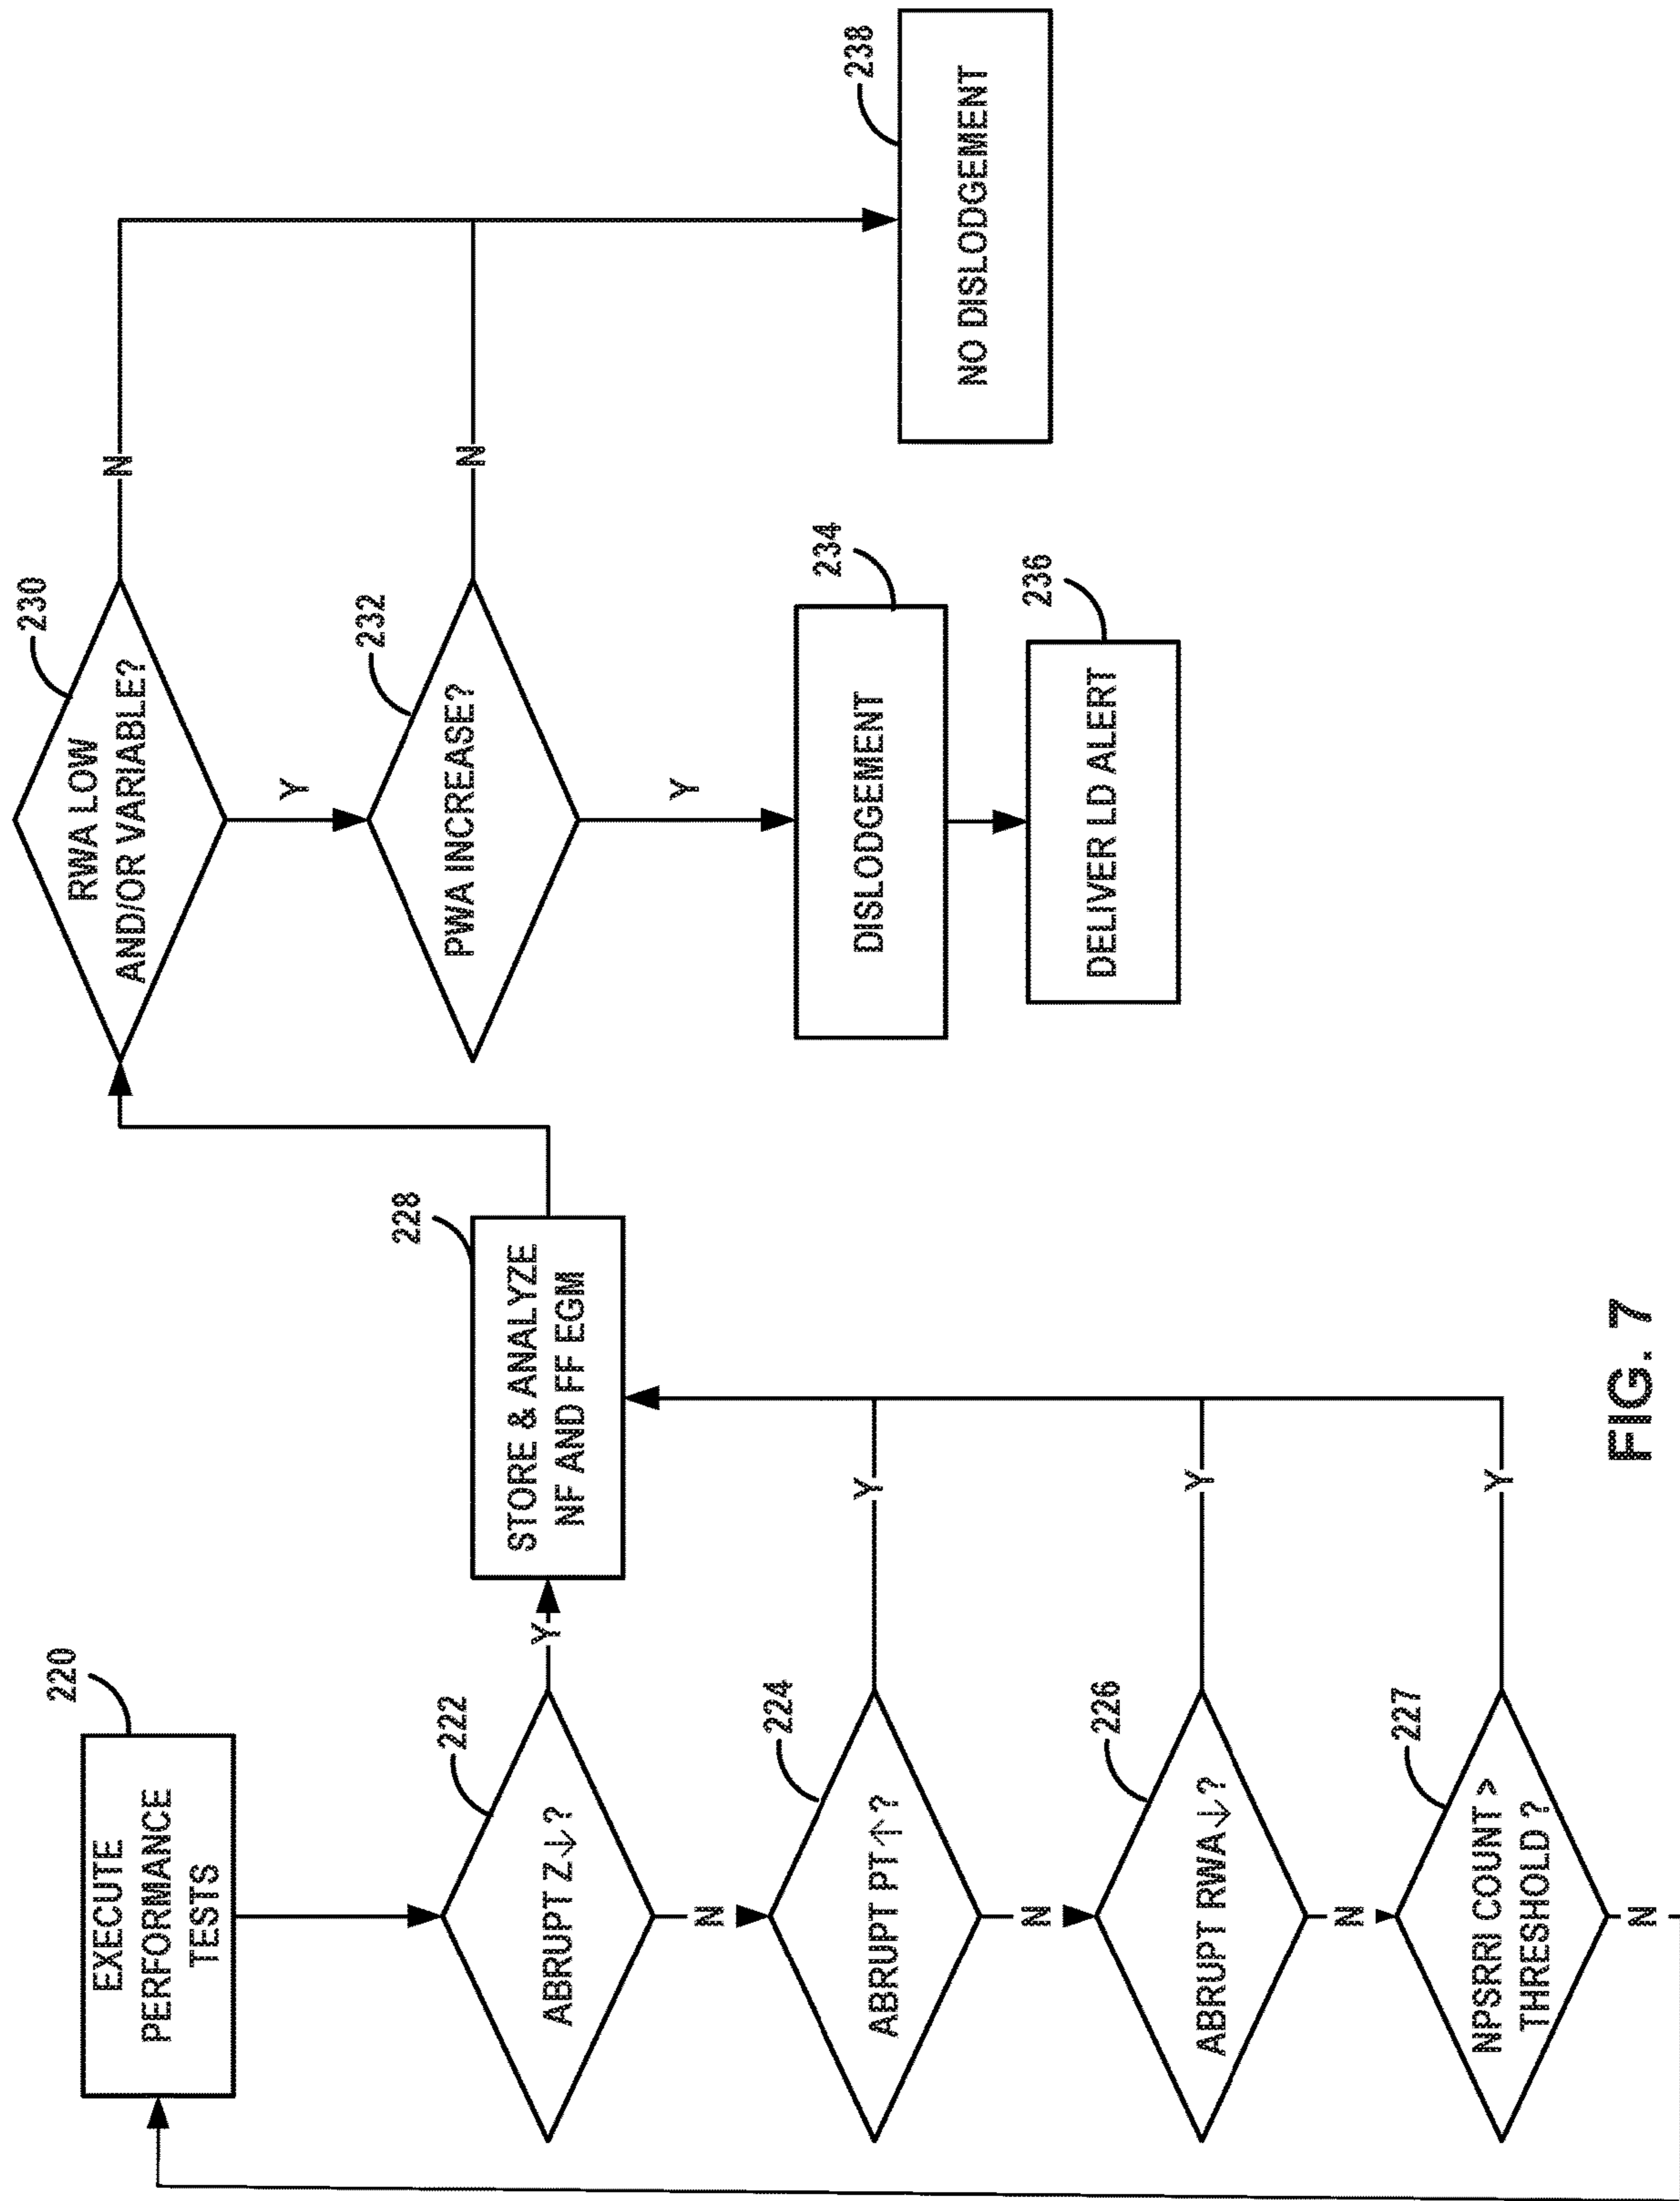 220
EXECUTE
PERFORMANCE
TESTS
222
ABRUPT Z↓?
Y
N
224
ABRUPT PT↑?
Y
N
226
ABRUPT RWA↓?
Y
N
227
NPSRRI COUNT >
THRESHOLD ?
Y
N
228
STORE & ANALYZE
NF AND FF EGM
230
RWA LOW
AND/OR VARIABLE?
N
Y
232
PWA INCREASE?
N
Y
234
DISLODGEMENT
236
DELIVER LD ALERT
238
NO DISLODGEMENT
FIG. 7